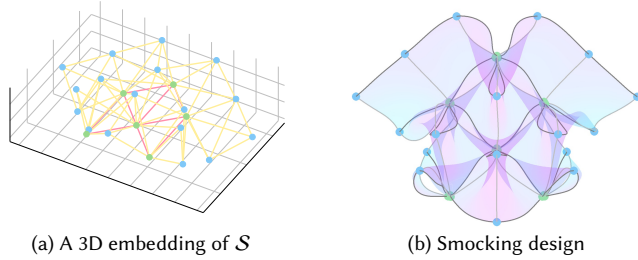 (a) A 3D embedding of 𝒮
(b) Smocking design